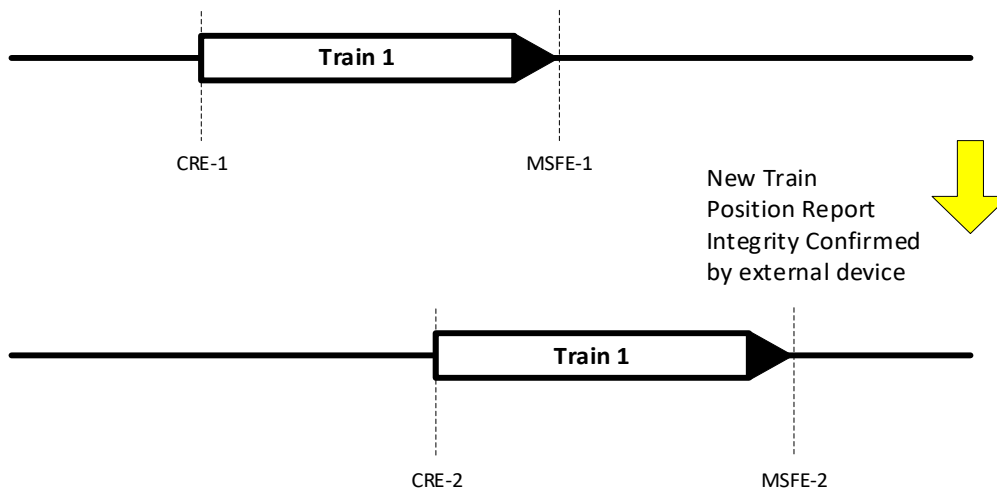 Train 1
CRE-1
MSFE-1
New Train
Position Report
Integrity Confirmed
by external device
Train 1
CRE-2
MSFE-2